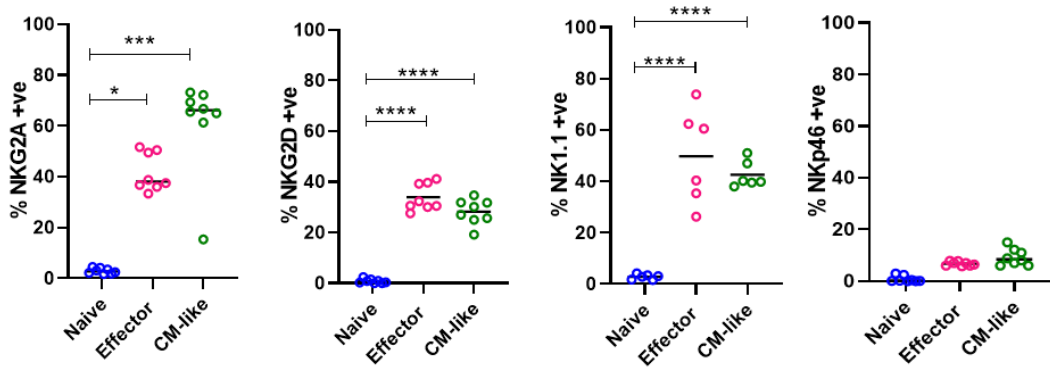 % NKG2A +ve
100
80
60
40
20
0
***
*
Naive
Effector
CM-like
% NKG2D +ve
100
80
60
40
20
0
****
****
Naive
Effector
CM-like
% NK1.1 +ve
100
80
60
40
20
0
****
****
Naive
Effector
CM-like
% NKp46 +ve
100
80
60
40
20
0
Naive
Effector
CM-like